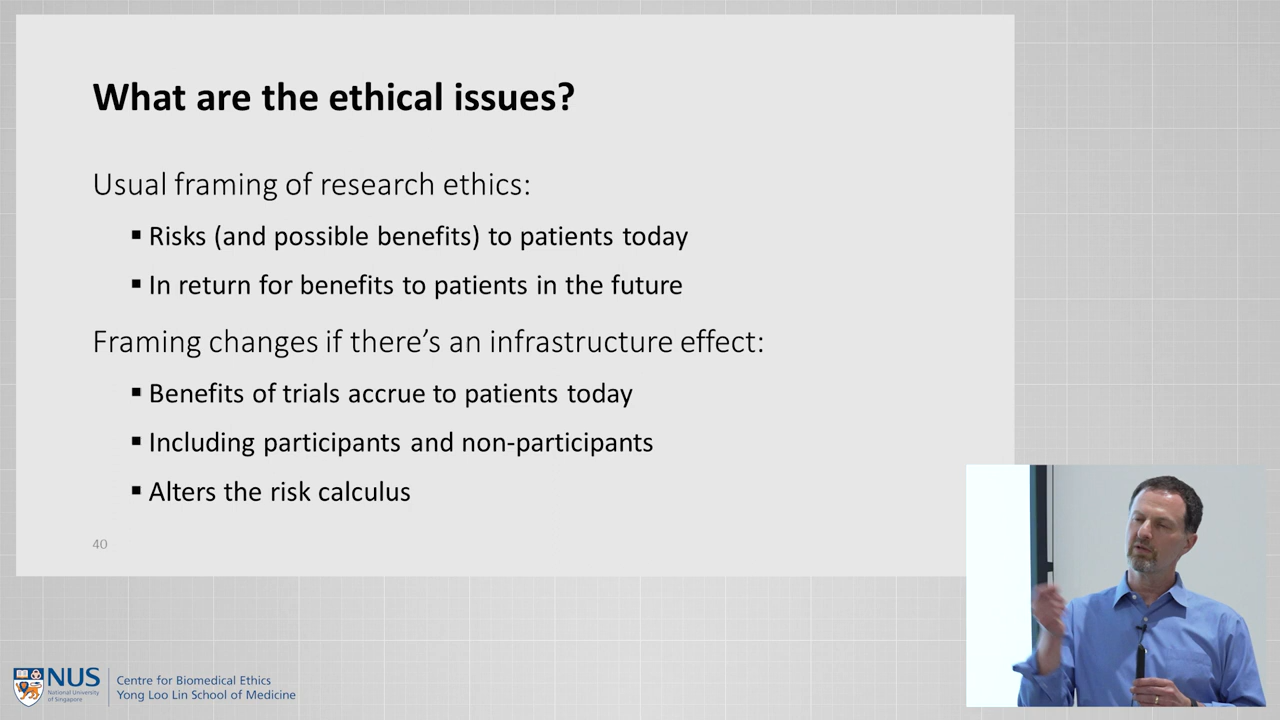 What are the ethical issues?
Usual framing of research ethics:
▪ Risks (and possible benefits) to patients today
▪ In return for benefits to patients in the future
Framing changes if there’s an infrastructure effect:
▪ Benefits of trials accrue to patients today
▪ Including participants and non-participants
▪ Alters the risk calculus
40
NUS
National University
of Singapore
Centre for Biomedical Ethics
Yong Loo Lin School of Medicine